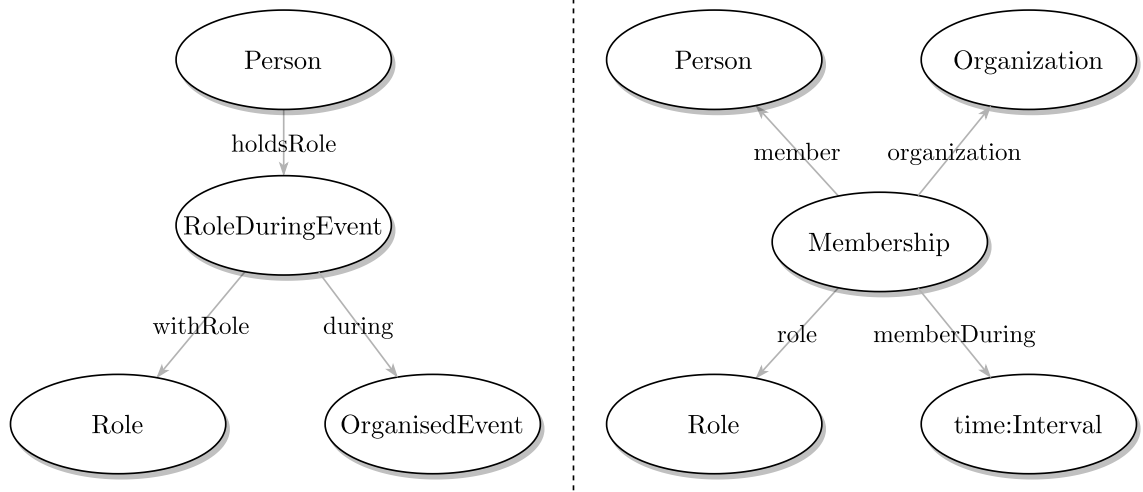 Person
holdsRole
RoleDuringEvent
withRole
during
Role
OrganisedEvent
Person
Organization
member
organization
Membership
role
memberDuring
Role
time:Interval